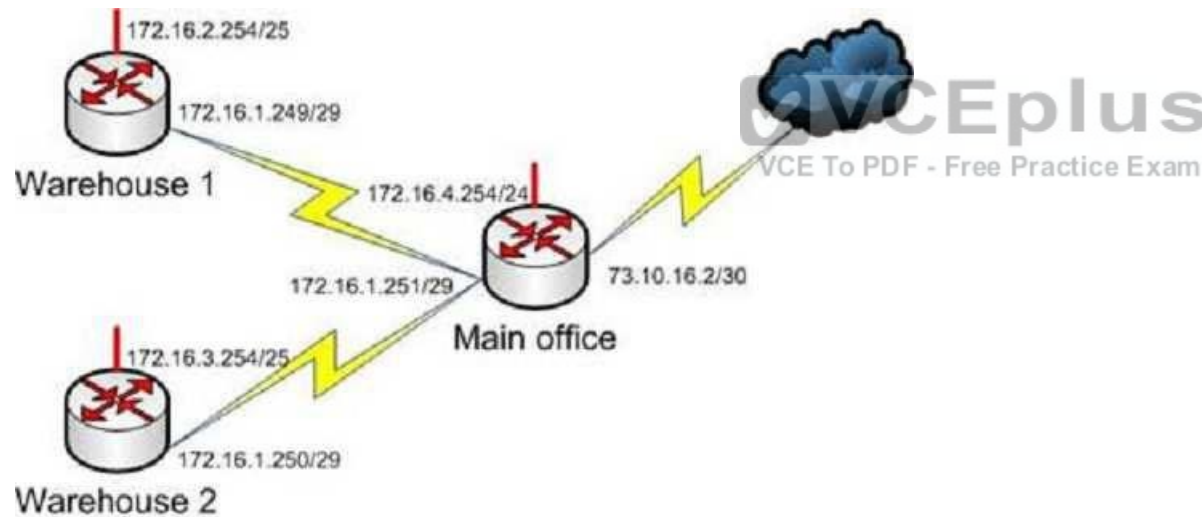 172.16.2.254/25
172.16.1.249/29
Warehouse 1
VCEplus
VCE To PDF - Free Practice Exam
172.16.4.254/24
172.16.1.251/29
73.10.16.2/30
Main office
172.16.3.254/25
172.16.1.250/29
Warehouse 2